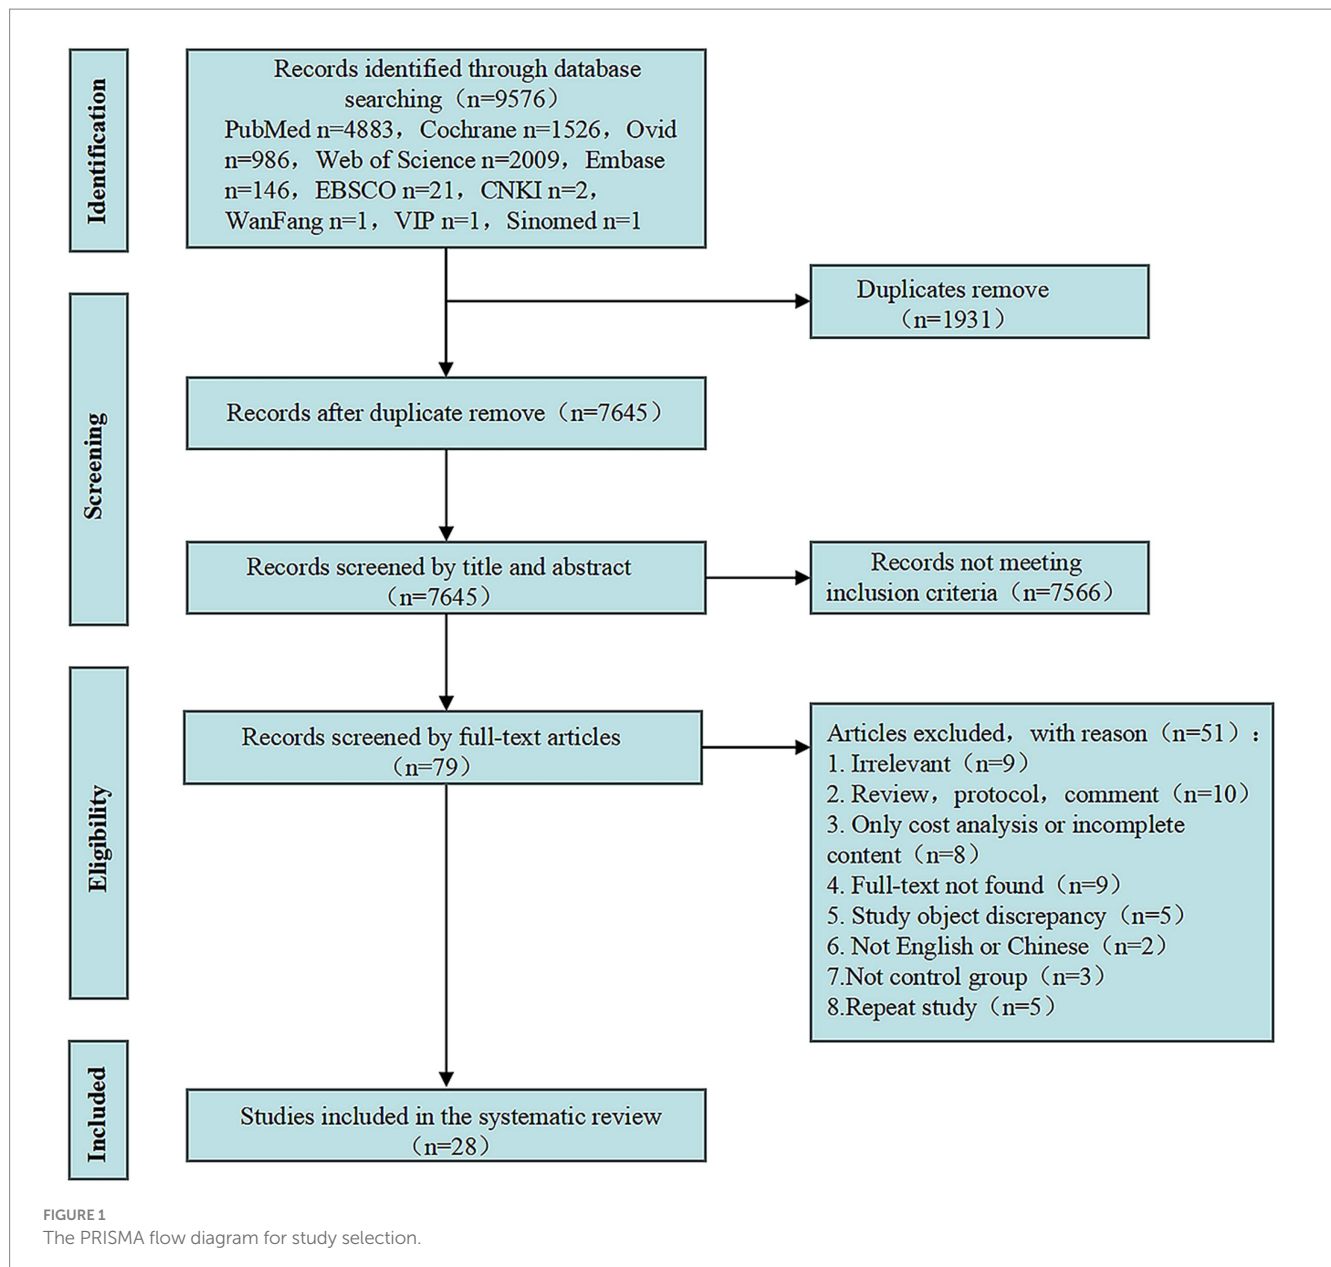 Identification
Records identified through database
searching（n=9576）
PubMed n=4883，Cochrane n=1526，Ovid
n=986，Web of Science n=2009，Embase
n=146，EBSCO n=21，CNKI n=2，
WanFang n=1，VIP n=1，Sinomed n=1
Duplicates remove
（n=1931）
Screening
Records after duplicate remove（n=7645）
Records screened by title and abstract
（n=7645）
Records not meeting
inclusion criteria（n=7566）
Eligibility
Records screened by full-text articles
（n=79）
Articles excluded，with reason（n=51）：
1. Irrelevant（n=9）
2. Review，protocol，comment（n=10）
3. Only cost analysis or incomplete
content（n=8）
4. Full-text not found（n=9）
5. Study object discrepancy（n=5）
6. Not English or Chinese（n=2）
7.Not control group（n=3）
8.Repeat study（n=5）
Included
Studies included in the systematic review
（n=28）
FIGURE 1
The PRISMA flow diagram for study selection.